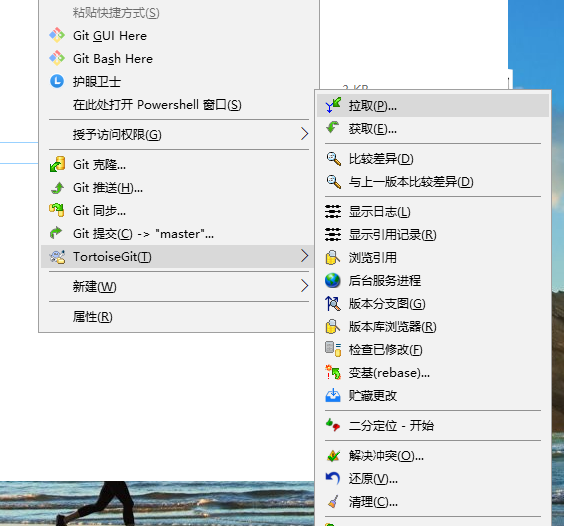 粘贴快捷方式(S)
Git GUI Here
Git Bash Here
护眼卫士
在此处打开 Powershell 窗口(S)
授予访问权限(G)
Git 克隆...
Git 推送(H)...
Git 同步...
Git 提交(C) -> "master"...
TortoiseGit(T)
新建(W)
属性(R)
拉取(P)...
获取(E)...
比较差异(D)
与上一版本比较差异(D)
显示日志(L)
显示引用记录(R)
浏览引用
后台服务进程
版本分支图(G)
版本库浏览器(R)
检查已修改(F)
变基(rebase)...
贮藏更改
二分定位 - 开始
解决冲突(O)...
还原(V)...
清理(C)...